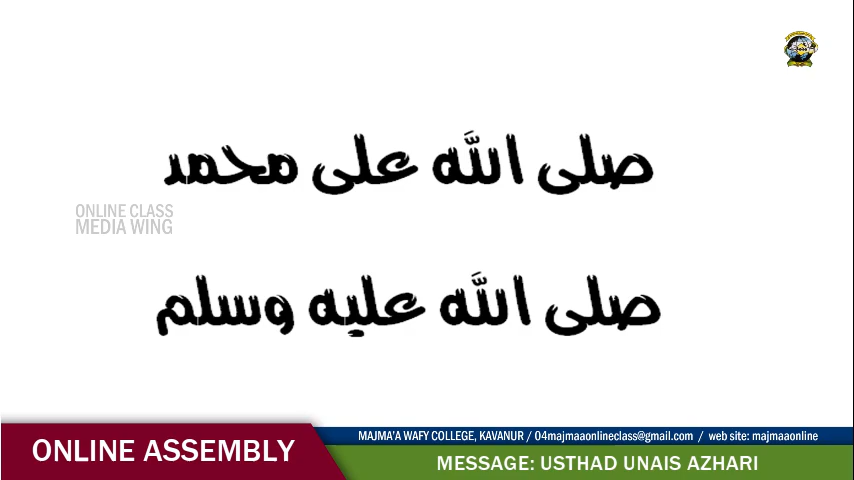 صلى الله على محمد
ONLINE CLASS
MEDIA WING
صلى الله عليه وسلم
MAJMA'A WAFY COLLEGE, KAVANUR / 04majmaaonlineclass@gmail.com / web site: majmaaonline
ONLINE ASSEMBLY
MESSAGE: USTHAD UNAIS AZHARI